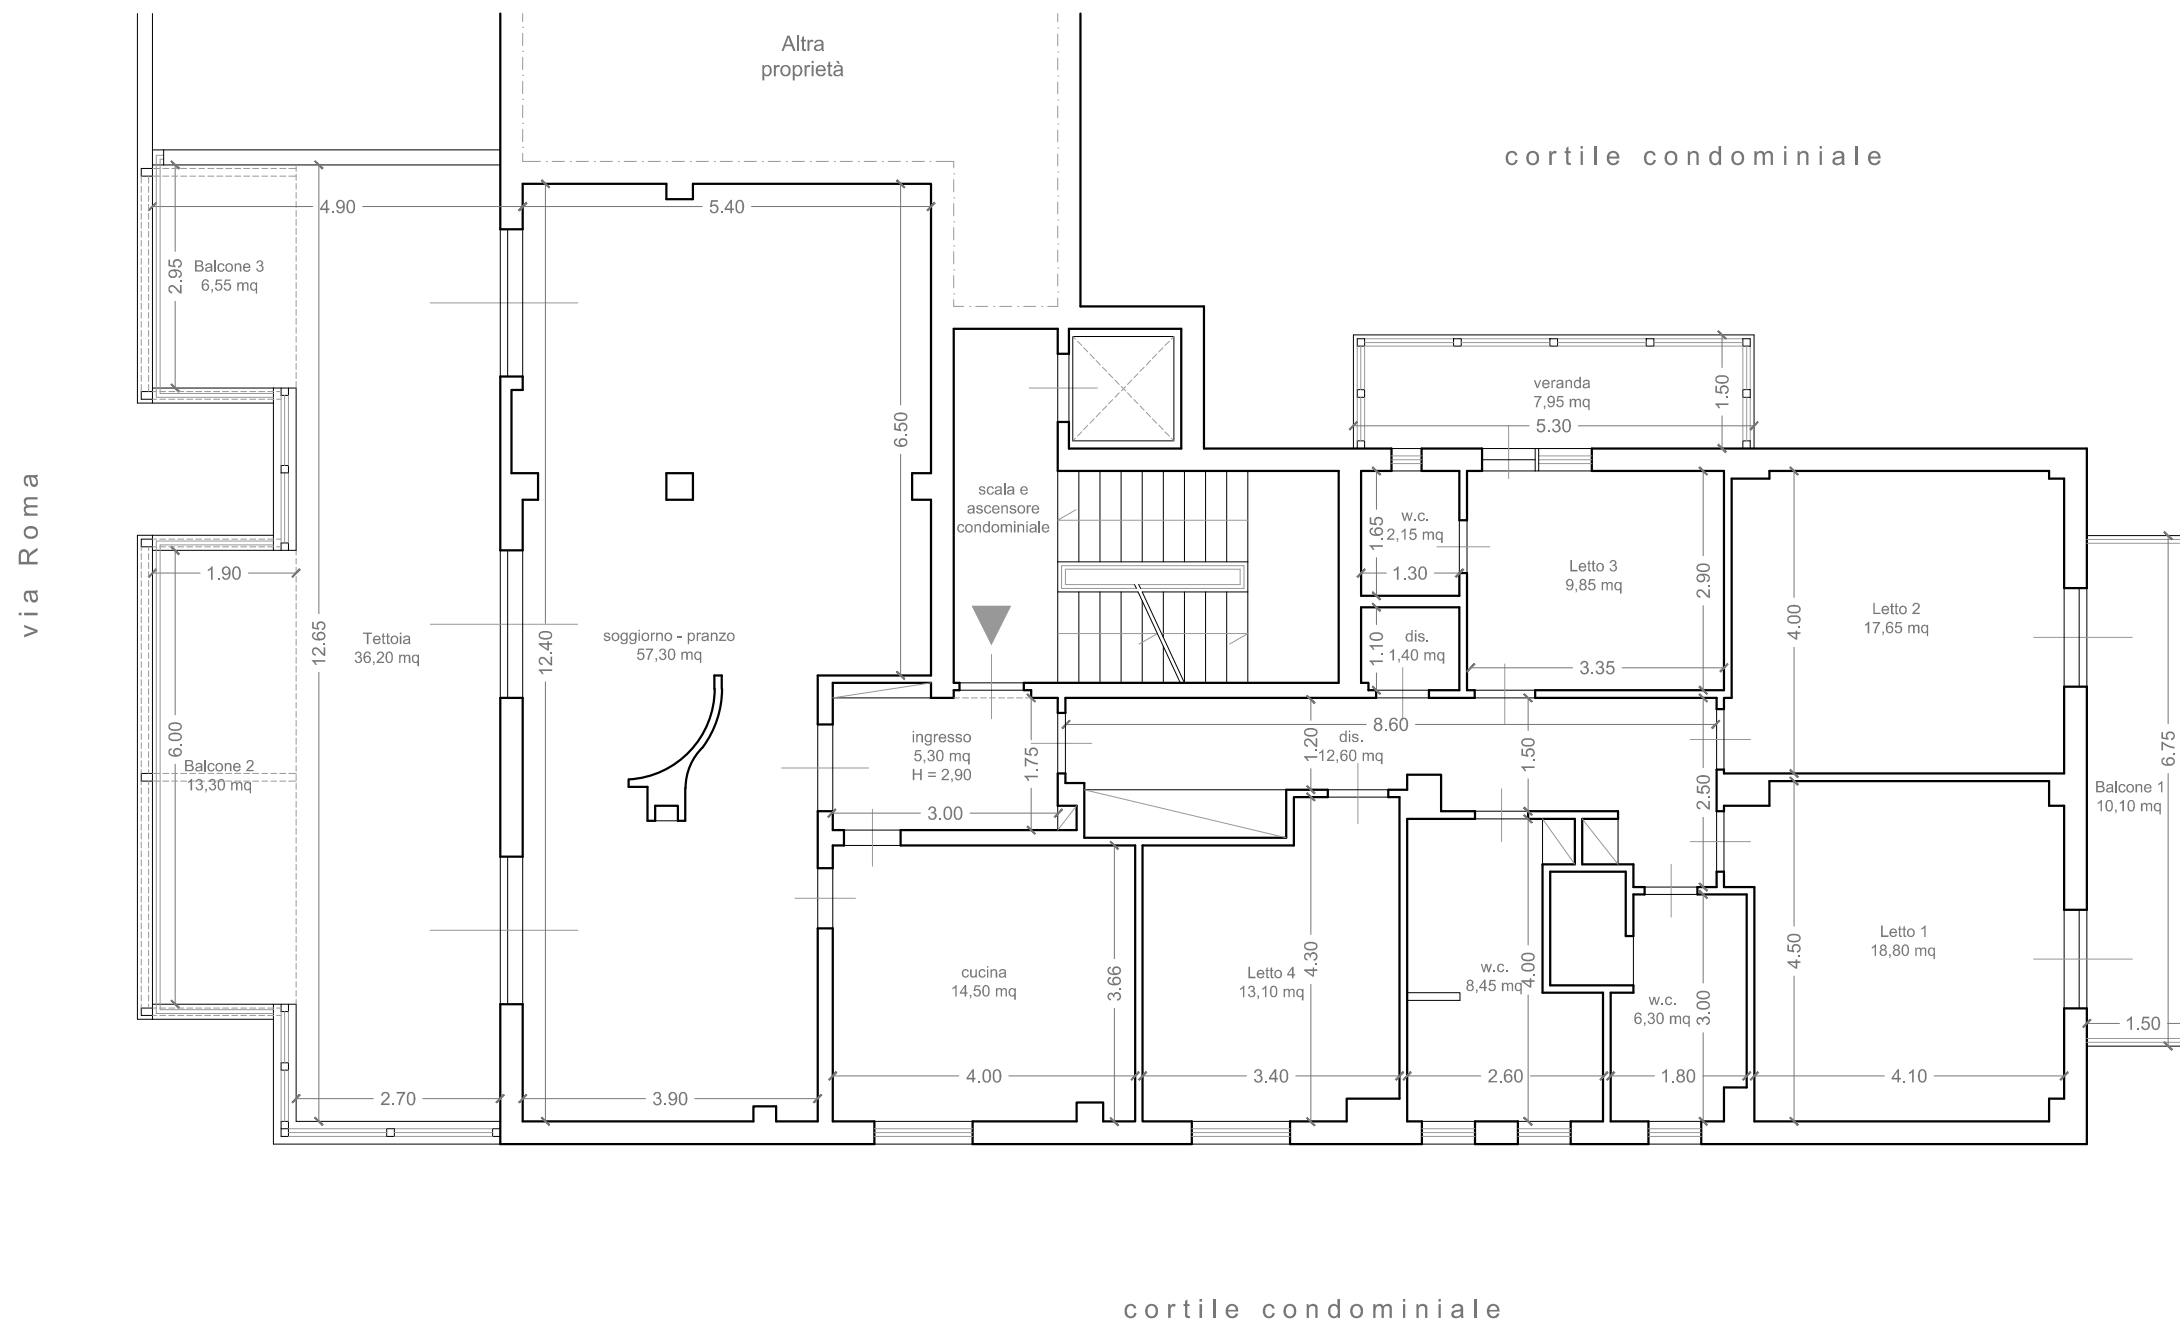 Altra
proprietà
cortile condominiale
4.90
5.40
Balcone 3
6,55 mq
2.95
6.50
veranda
7,95 mq
1.50
5.30
scala e
ascensore
condominiale
w.c.
2,15 mq
1.65
1.30
Letto 3
9,85 mq
2.90
via Roma
1.90
Letto 2
17,65 mq
4.00
Tettoia
36,20 mq
12.65
12.40
soggiorno - pranzo
57,30 mq
dis.
1,40 mq
1.10
3.35
6.00
Balcone 2
13,30 mq
ingresso
5,30 mq
H = 2,90
1.75
3.00
8.60
dis.
12,60 mq
1.20
1.50
2.50
6.75
Balcone 1
10,10 mq
cucina
14,50 mq
3.66
Letto 4
13,10 mq
4.30
w.c.
8,45 mq
4.00
w.c.
6,30 mq
3.00
Letto 1
18,80 mq
4.50
1.50
2.70
3.90
4.00
3.40
2.60
1.80
4.10
cortile condominiale